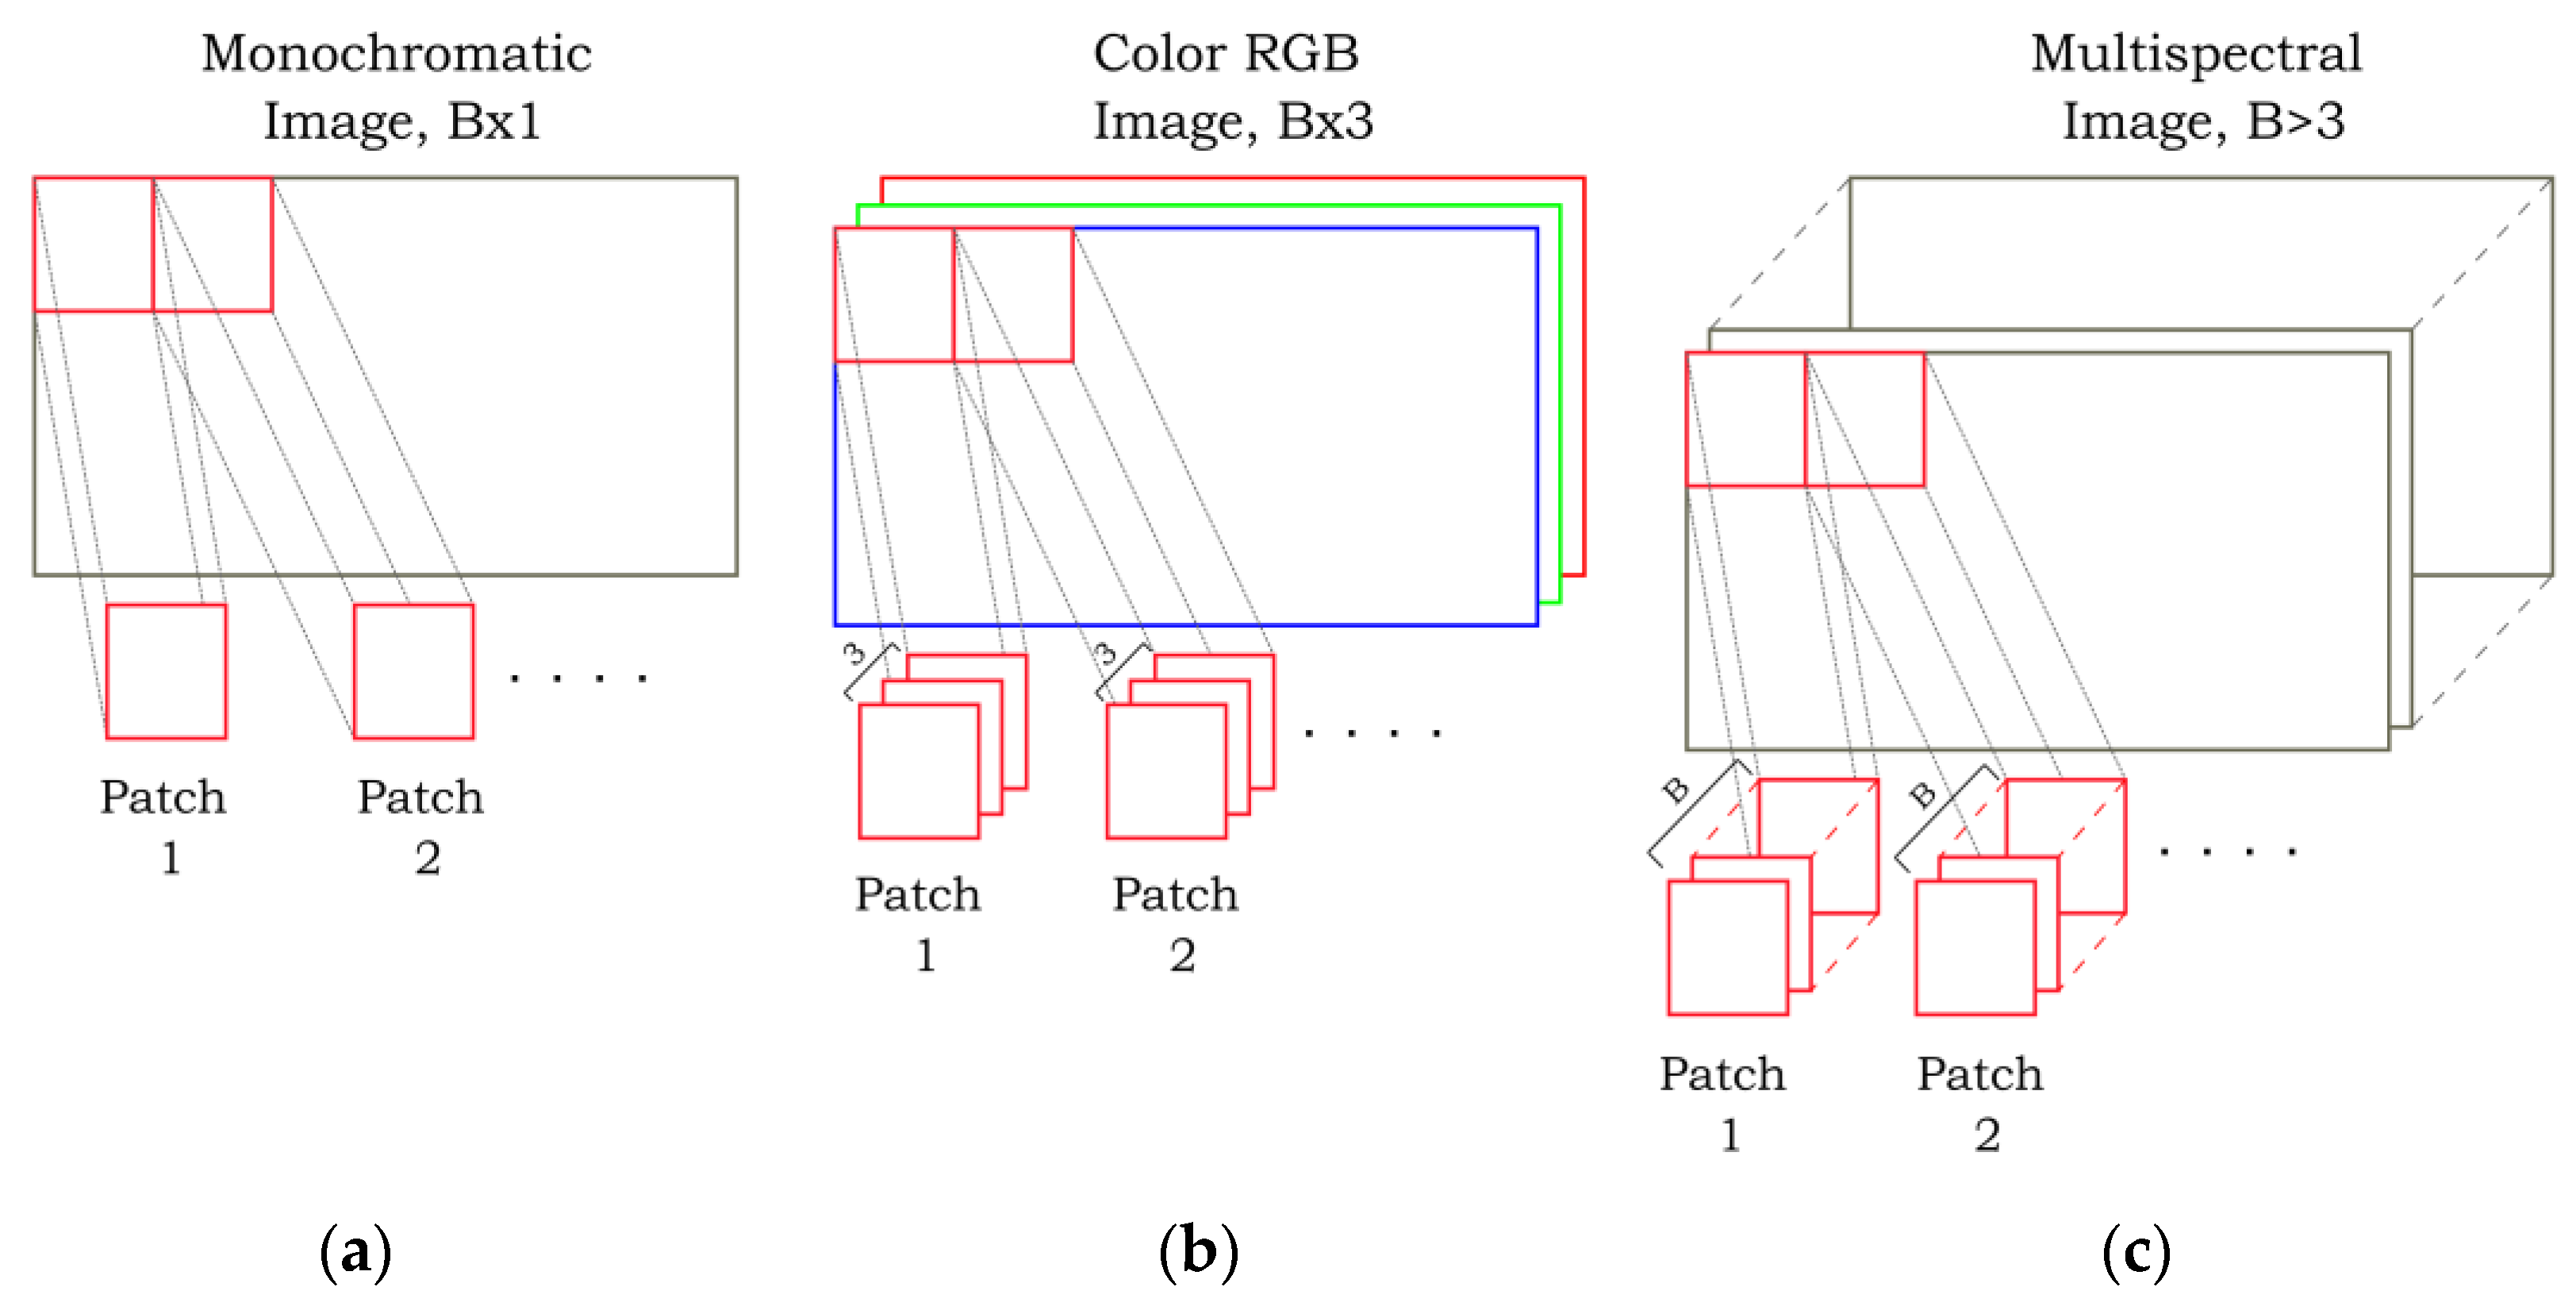 Monochromatic
Image, Bx1
Patch
1
Patch
2
(a)
Color RGB
Image, Bx3
3
3
Patch
1
Patch
2
(b)
Multispectral
Image, B>3
B
B
Patch
1
Patch
2
(c)